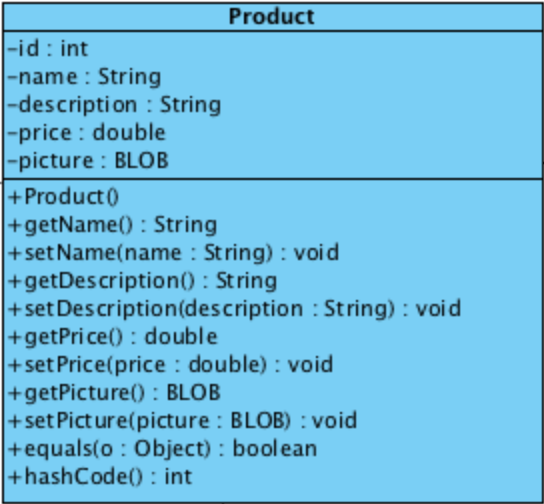 Product
-id : int
-name : String
-description : String
-price : double
-picture : BLOB
+Product()
+getName() : String
+setName(name : String) : void
+getDescription() : String
+setDescription(description : String) : void
+getPrice() : double
+setPrice(price : double) : void
+getPicture() : BLOB
+setPicture(picture : BLOB) : void
+equals(o : Object) : boolean
+hashCode() : int